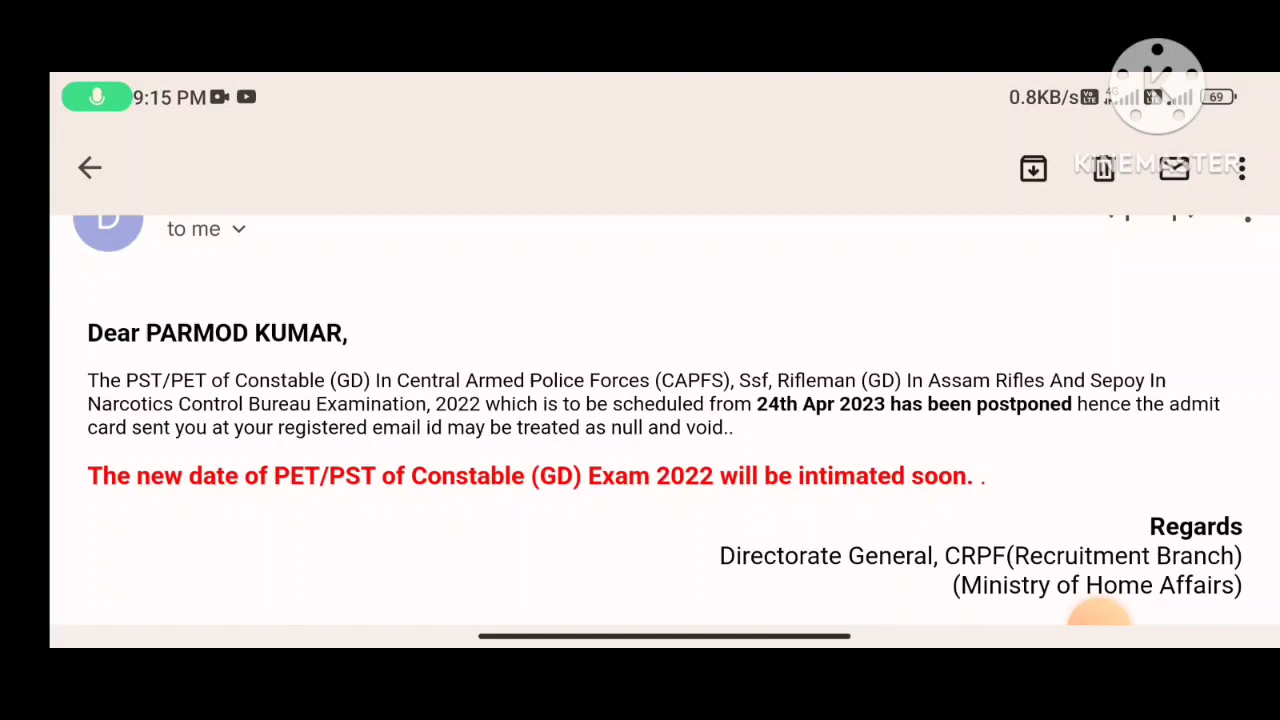 9:15 PM
0.8KB/s Vo LTE 4G 69
K
KINEMASTER
D
to me
Dear PARMOD KUMAR,
The PST/PET of Constable (GD) In Central Armed Police Forces (CAPFS), Ssf, Rifleman (GD) In Assam Rifles And Sepoy In
Narcotics Control Bureau Examination, 2022 which is to be scheduled from 24th Apr 2023 has been postponed hence the admit
card sent you at your registered email id may be treated as null and void..
The new date of PET/PST of Constable (GD) Exam 2022 will be intimated soon. .
Regards
Directorate General, CRPF(Recruitment Branch)
(Ministry of Home Affairs)